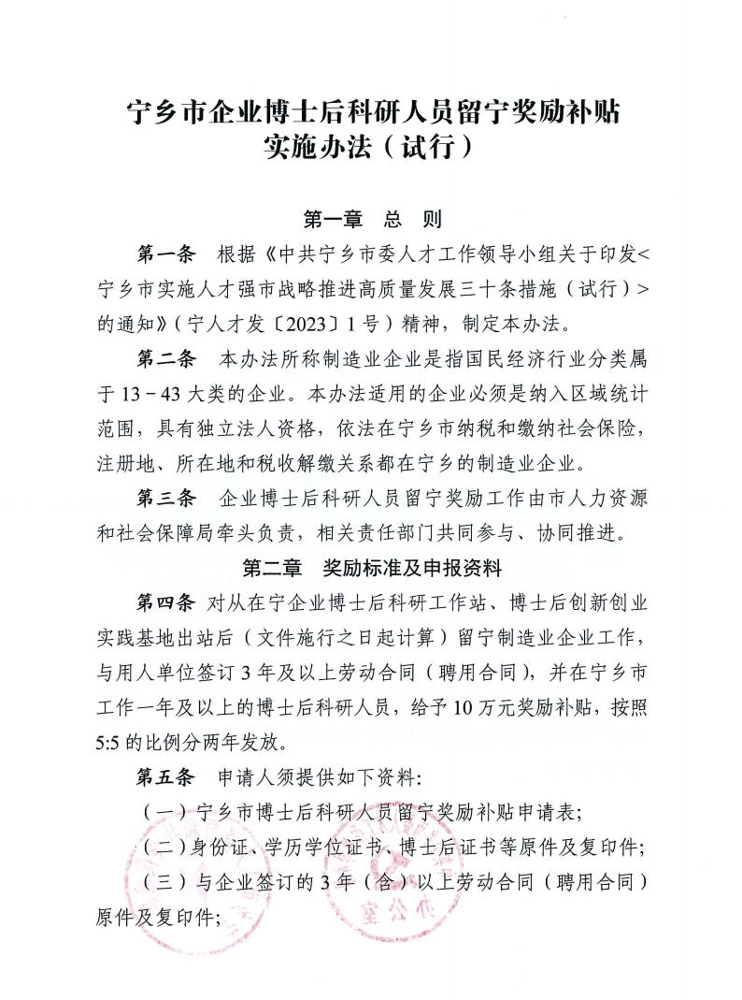 宁乡市企业博士后科研人员留宁奖励补贴
实施办法（试行）
第一章 总 则
第一条 根据《中共宁乡市委人才工作领导小组关于印发<
宁乡市实施人才强市战略推进高质量发展三十条措施（试行）>
的通知》（宁人才发〔2023〕1 号）精神，制定本办法。
第二条 本办法所称制造业企业是指国民经济行业分类属
于 13－43 大类的企业。本办法适用的企业必须是纳入区域统计
范围，具有独立法人资格，依法在宁乡市纳税和缴纳社会保险，
注册地、所在地和税收解缴关系都在宁乡的制造业企业。
第三条 企业博士后科研人员留宁奖励工作由市人力资源
和社会保障局牵头负责，相关责任部门共同参与、协同推进。
第二章 奖励标准及申报资料
第四条 对从在宁企业博士后科研工作站、博士后创新创业
实践基地出站后（文件施行之日起计算）留宁制造业企业工作，
与用人单位签订 3 年及以上劳动合同（聘用合同），并在宁乡市
工作一年及以上的博士后科研人员，给予 10 万元奖励补贴，按照
5:5 的比例分两年发放。
第五条 申请人须提供如下资料：
（一）宁乡市博士后科研人员留宁奖励补贴申请表；
（二）身份证、学历学位证书、博士后证书等原件及复印件；
（三）与企业签订的 3 年（含）以上劳动合同（聘用合同）
原件及复印件；
办公室